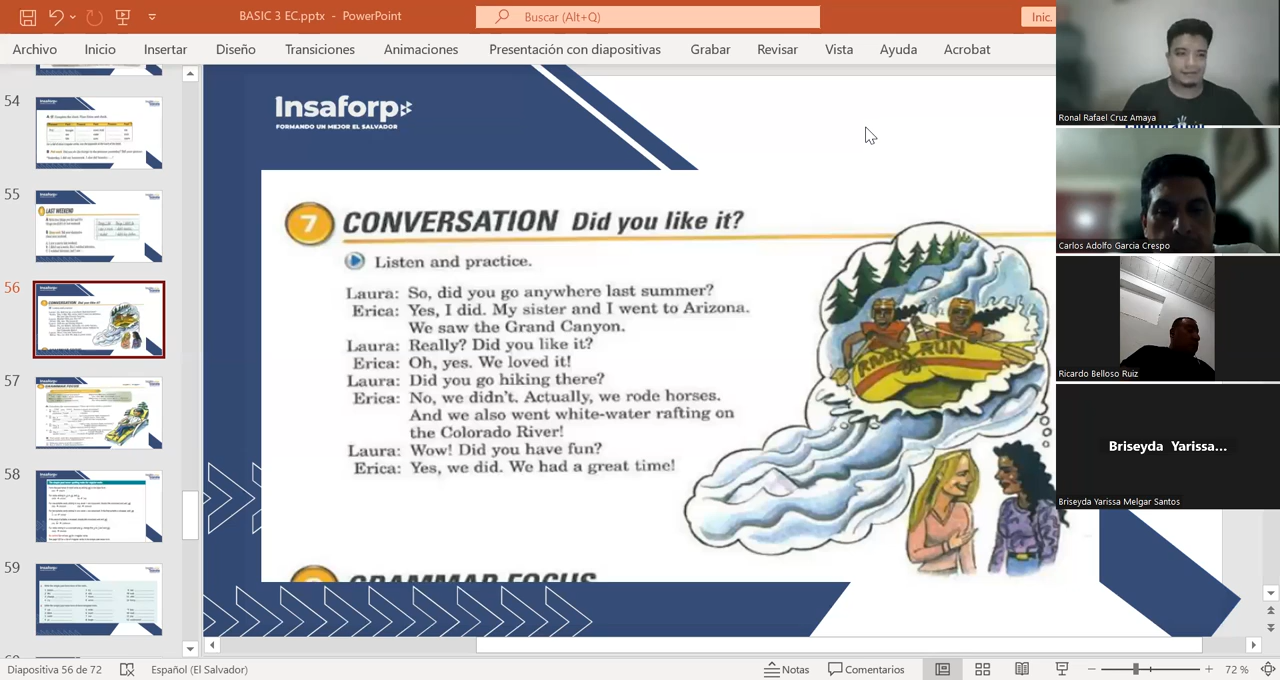 BASIC 3 EC.pptx - PowerPoint
Buscar (Alt+Q)
Inic.
Archivo Inicio Insertar Diseño Transiciones Animaciones Presentación con diapositivas Grabar Revisar Vista Ayuda Acrobat
54
55
LAST WEEKEND
56
57
58
59
Insaforp
FORMANDO UN MEJOR EL SALVADOR
7 CONVERSATION Did you like it?
Listen and practice.
Laura: So, did you go anywhere last summer?
Erica: Yes, I did. My sister and I went to Arizona.
We saw the Grand Canyon.
Laura: Really? Did you like it?
Erica: Oh, yes. We loved it!
Laura: Did you go hiking there?
Erica: No, we didn't. Actually, we rode horses.
And we also went white-water rafting on
the Colorado River!
Laura: Wow! Did you have fun?
Erica: Yes, we did. We had a great time!
RIVER RUN
GRAMMAR FOCUS
Ronal Rafael Cruz Amaya
Carlos Adolfo Garcia Crespo
Ricardo Belloso Ruiz
Briseyda Yarissa...
Briseyda Yarissa Melgar Santos
Diapositiva 56 de 72
Español (El Salvador)
Notas
Comentarios
72 %